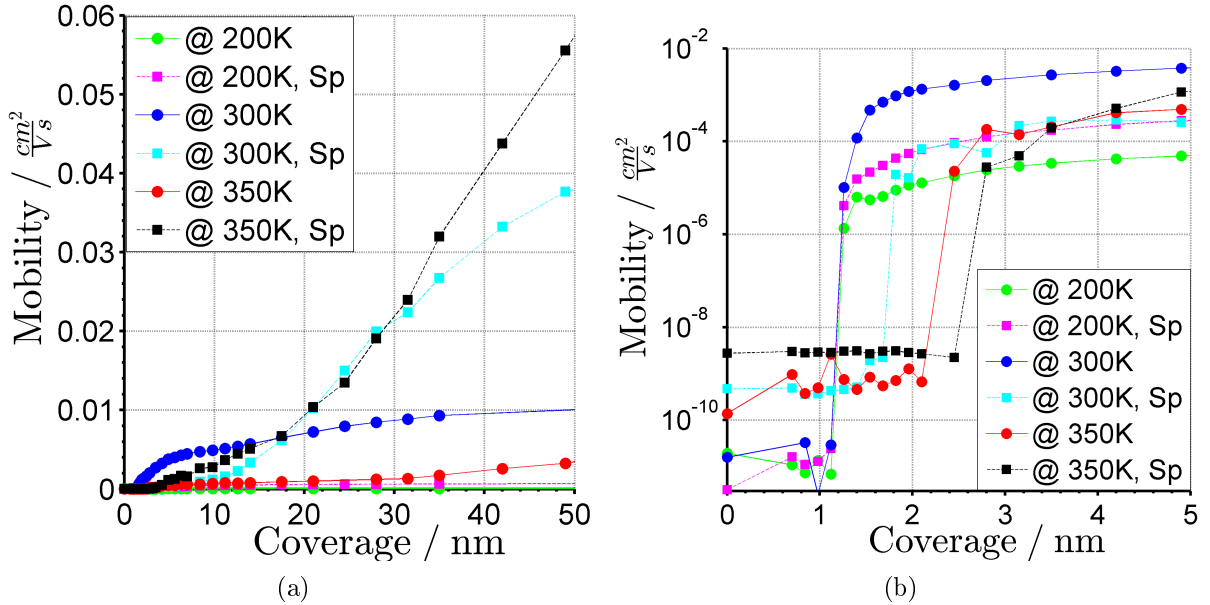 Mobility / cm²/Vs
0.06
0.05
0.04
0.03
0.02
0.01
0
@ 200K
@ 200K, Sp
@ 300K
@ 300K, Sp
@ 350K
@ 350K, Sp
0 10 20 30 40 50
Coverage / nm
(a)
Mobility / cm²/Vs
10⁻²
10⁻⁴
10⁻⁶
10⁻⁸
10⁻¹⁰
@ 200K
@ 200K, Sp
@ 300K
@ 300K, Sp
@ 350K
@ 350K, Sp
0 1 2 3 4 5
Coverage / nm
(b)